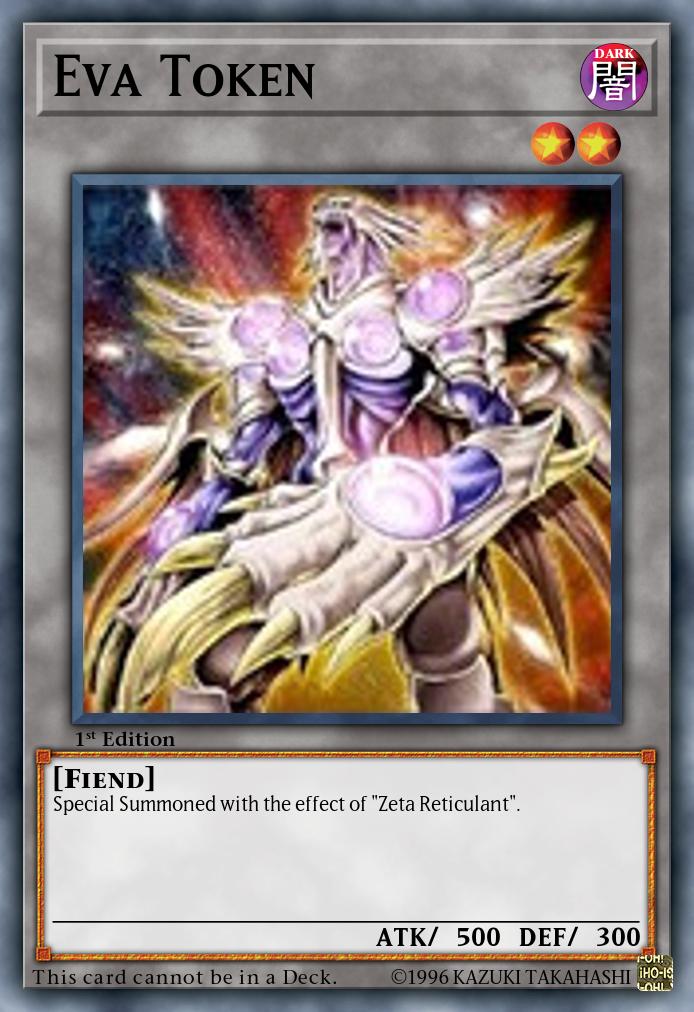 Eva Token
DARK
闇
1st Edition
[Fiend]
Special Summoned with the effect of "Zeta Reticulant".
ATK/ 500 DEF/ 300
This card cannot be in a Deck. ©1996 KAZUKI TAKAHASHI